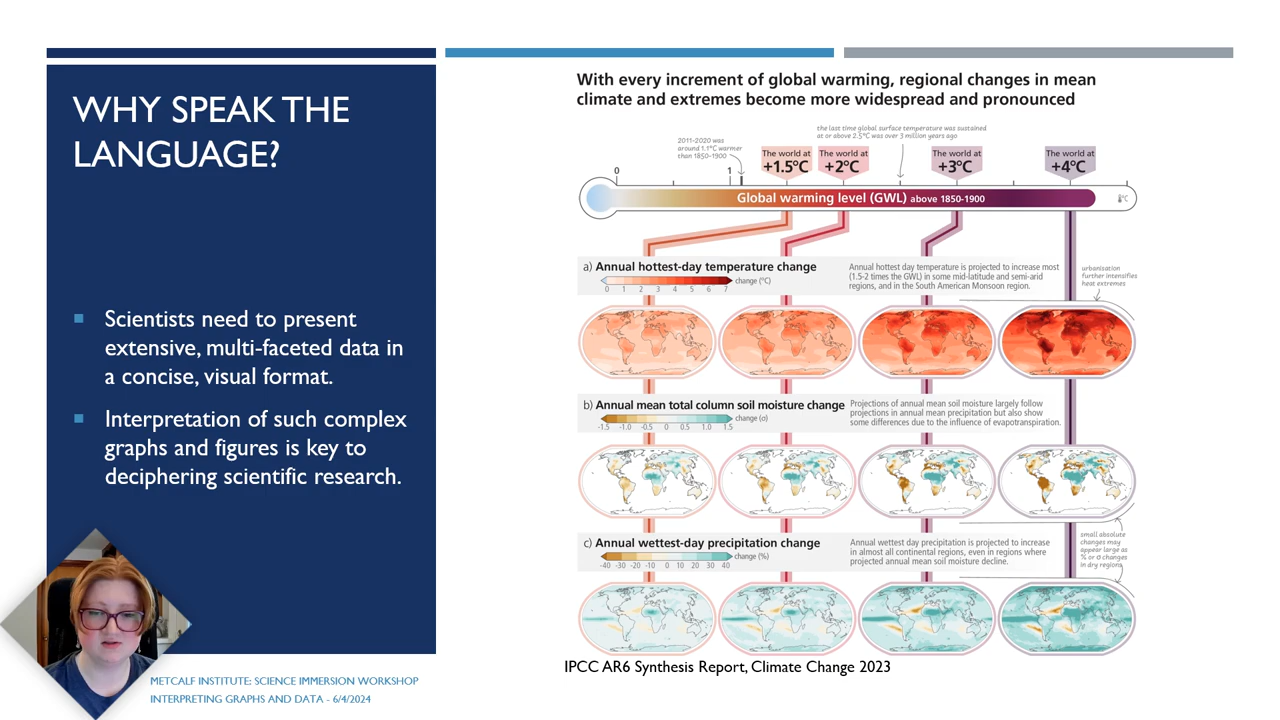 WHY SPEAK THE
LANGUAGE?
Scientists need to present
extensive, multi-faceted data in
a concise, visual format.
Interpretation of such complex
graphs and figures is key to
deciphering scientific research.
METCALF INSTITUTE: SCIENCE IMMERSION WORKSHOP
INTERPRETING GRAPHS AND DATA - 6/4/2024
With every increment of global warming, regional changes in mean
climate and extremes become more widespread and pronounced
2011-2020 was
around 1.1°C warmer
than 1850-1900
the last time global surface temperature was sustained
at or above 2.5°C was over 3 million years ago
The world at
+1.5°C
The world at
+2°C
The world at
+3°C
The world at
+4°C
0
1
Global warming level (GWL) above 1850-1900
°C
a) Annual hottest-day temperature change
change (°C)
0 1 2 3 4 5 6 7
Annual hottest day temperature is projected to increase most
(1.5-2 times the GWL) in some mid-latitude and semi-arid
regions, and in the South American Monsoon region.
urbanisation
further intensifies
heat extremes
b) Annual mean total column soil moisture change
change (σ)
-1.5 -1.0 -0.5 0 0.5 1.0 1.5
Projections of annual mean soil moisture largely follow
projections in annual mean precipitation but also show
some differences due to the influence of evapotranspiration.
c) Annual wettest-day precipitation change
change (%)
-40 -30 -20 -10 0 10 20 30 40
Annual wettest day precipitation is projected to increase
in almost all continental regions, even in regions where
projected annual mean soil moisture decline.
small absolute
changes may
appear large as
% or σ changes
in dry regions
IPCC AR6 Synthesis Report, Climate Change 2023